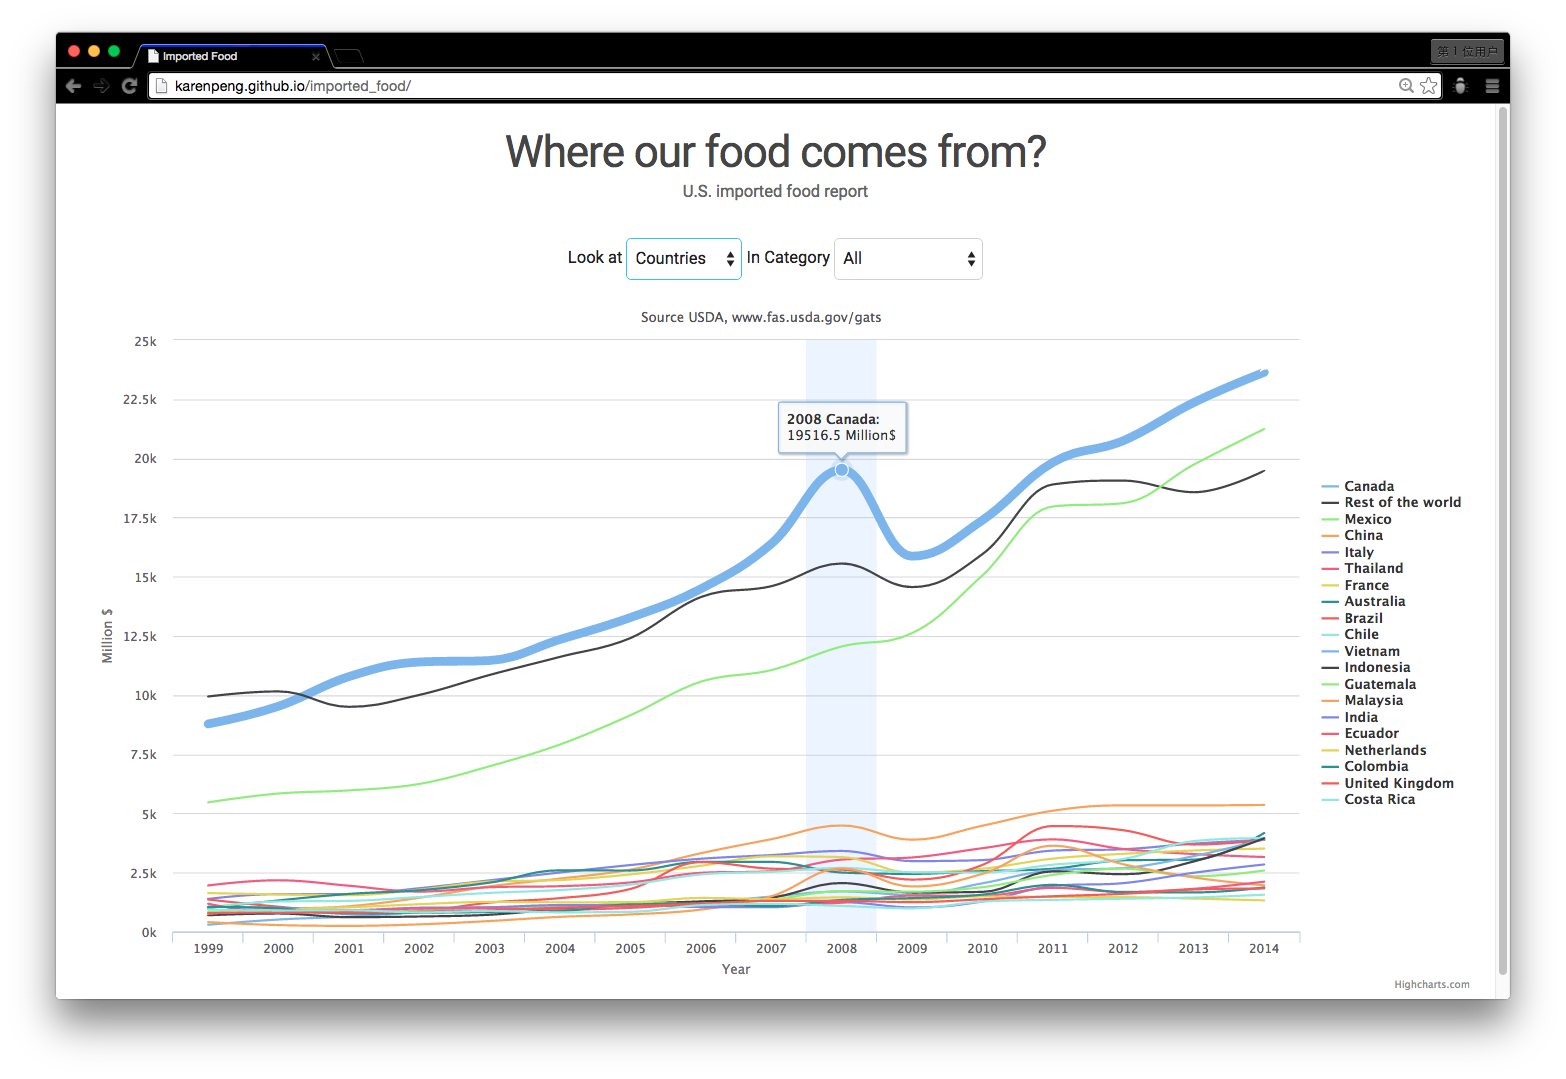 Imported Food
第 1 位用户
karenpeng.github.io/imported_food/
Where our food comes from?
U.S. imported food report
Look at Countries In Category All
Source USDA, www.fas.usda.gov/gats
25k
22.5k
20k
17.5k
15k
12.5k
10k
7.5k
5k
2.5k
0k
Million $
2008 Canada:
19516.5 Million$
1999 2000 2001 2002 2003 2004 2005 2006 2007 2008 2009 2010 2011 2012 2013 2014
Year
Canada
Rest of the world
Mexico
China
Italy
Thailand
France
Australia
Brazil
Chile
Vietnam
Indonesia
Guatemala
Malaysia
India
Ecuador
Netherlands
Colombia
United Kingdom
Costa Rica
Highcharts.com